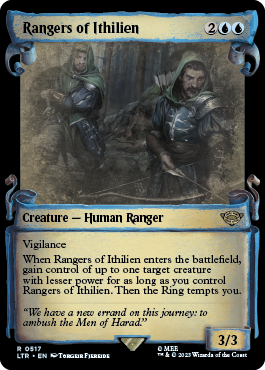 Rangers of Ithilien 2
Creature — Human Ranger
Vigilance
When Rangers of Ithilien enters the battlefield,
gain control of up to one target creature
with lesser power for as long as you control
Rangers of Ithilien. Then the Ring tempts you.
“We have a new errand on this journey: to
ambush the Men of Harad.”
3/3
R 0517
LTR • EN Torgeir Fjereide
© MEE
™ & © 2023 Wizards of the Coast